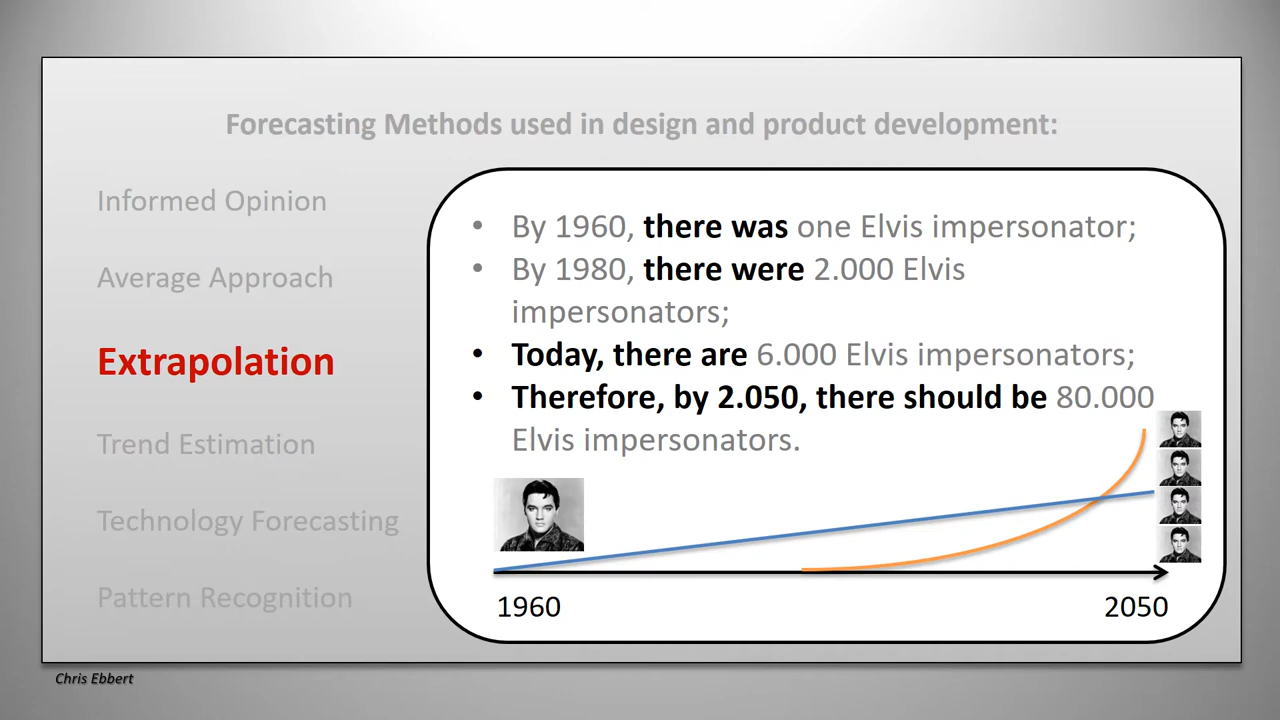 Forecasting Methods used in design and product development:
Informed Opinion
Average Approach
Extrapolation
Trend Estimation
Technology Forecasting
Pattern Recognition
• By 1960, there was one Elvis impersonator;
• By 1980, there were 2.000 Elvis
impersonators;
• Today, there are 6.000 Elvis impersonators;
• Therefore, by 2.050, there should be 80.000
Elvis impersonators.
1960
2050
Chris Ebbert